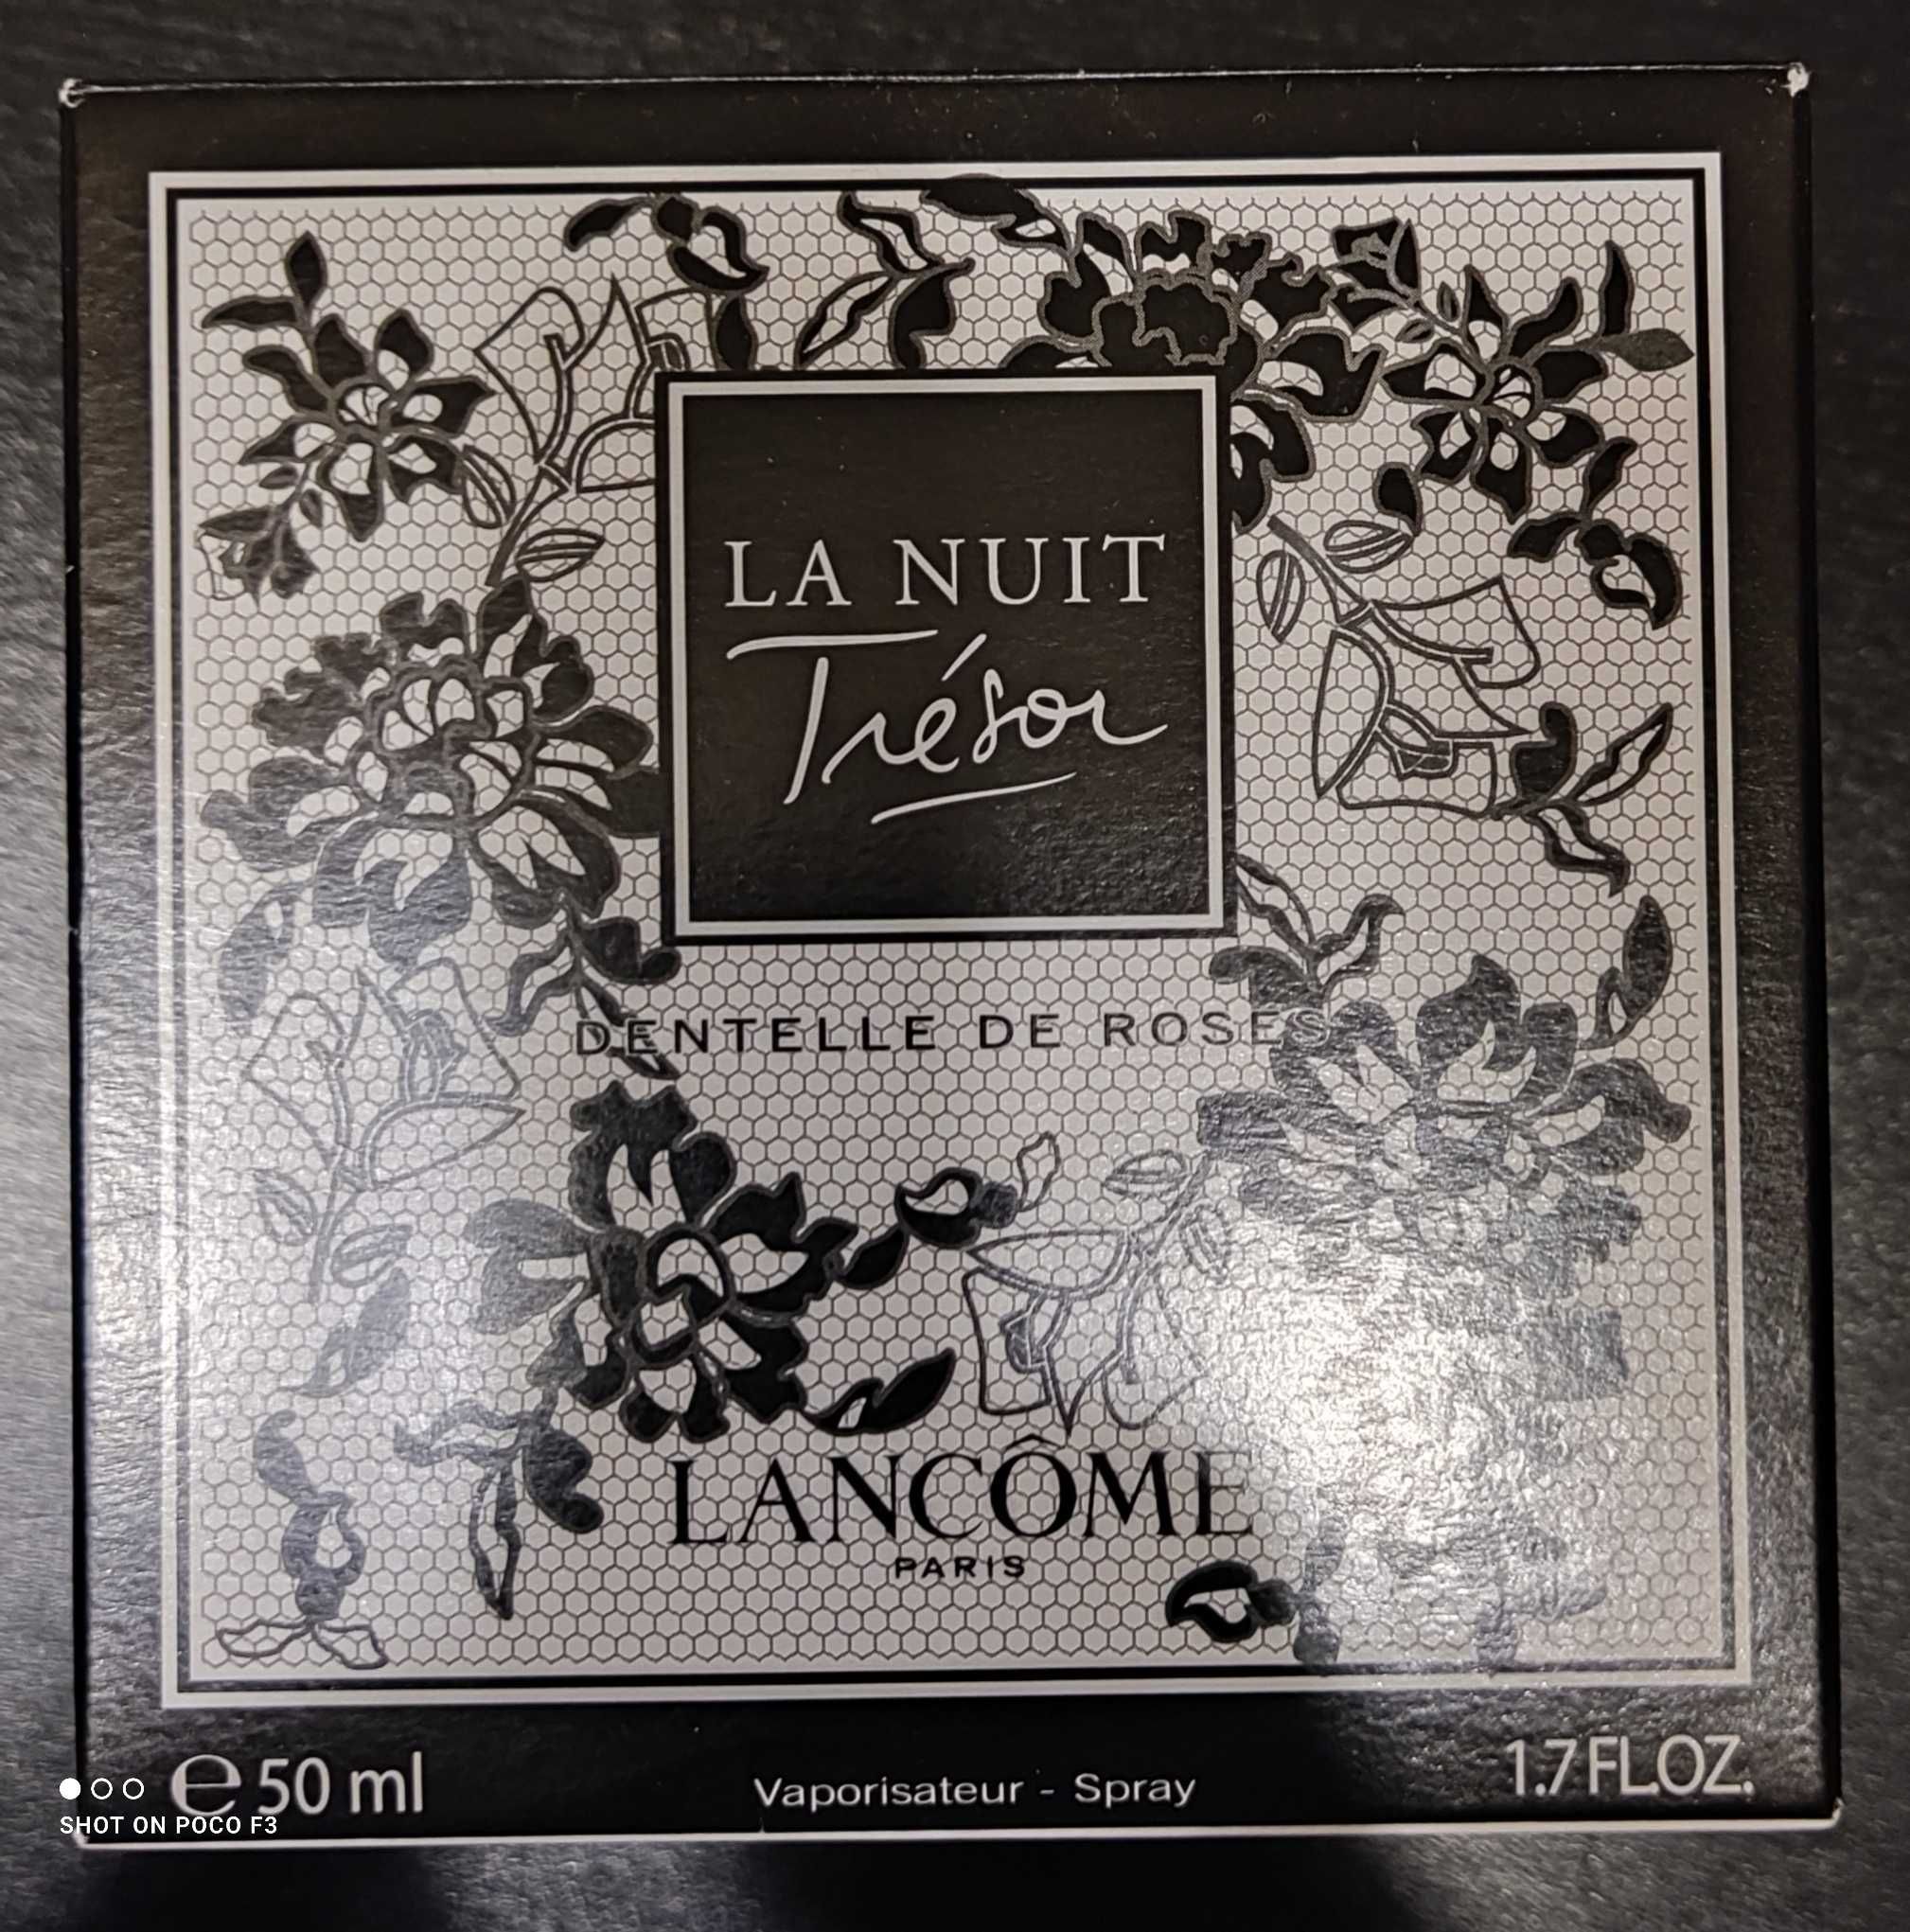 LA NUIT
Trésor
DENTELLE DE ROSES
LANCÔME
PARIS
℮ 50 ml
Vaporisateur - Spray
1.7 FL.OZ.
SHOT ON POCO F3